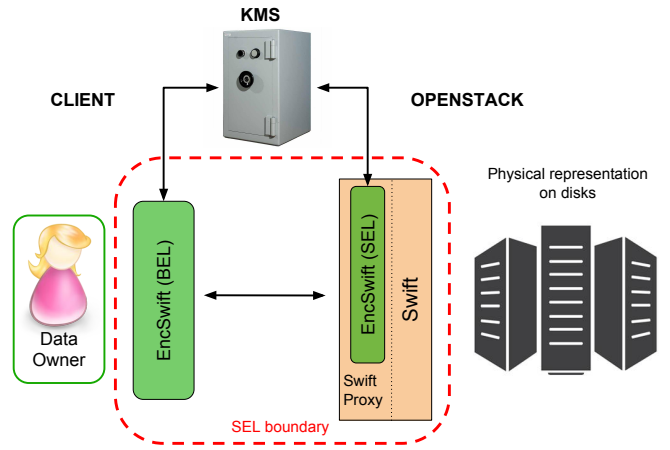 KMS
CLIENT
OPENSTACK
Physical representation
on disks
EncSwift (BEL)
EncSwift (SEL)
Swift
Data
Owner
Swift
Proxy
SEL boundary